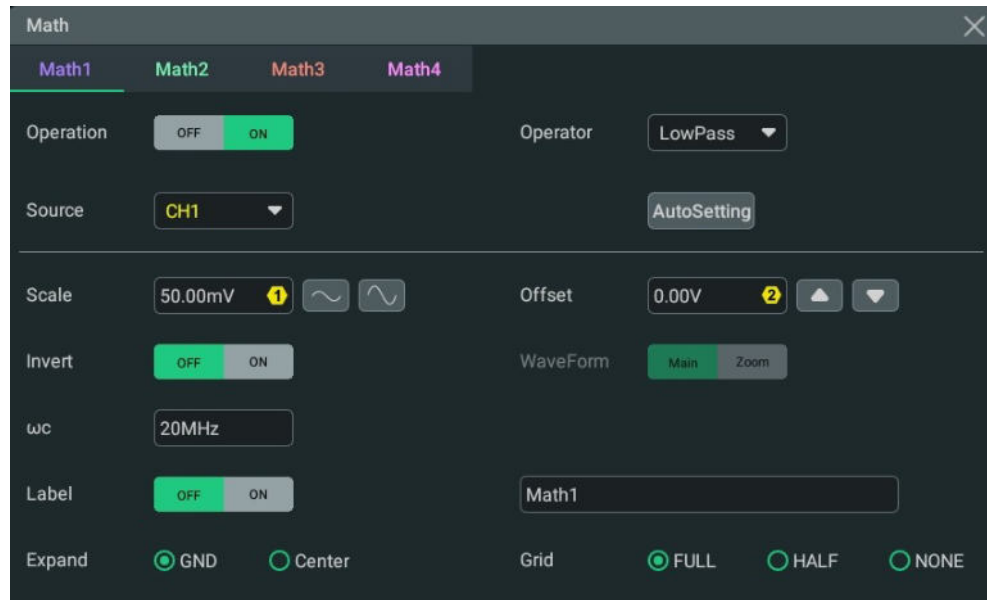 Math
Math1 Math2 Math3 Math4
Operation OFF ON Operator LowPass
Source CH1 AutoSetting
Scale 50.00mV 1 Offset 0.00V 2
Invert OFF ON WaveForm Main Zoom
ωc 20MHz
Label OFF ON Math1
Expand GND Center Grid FULL HALF NONE